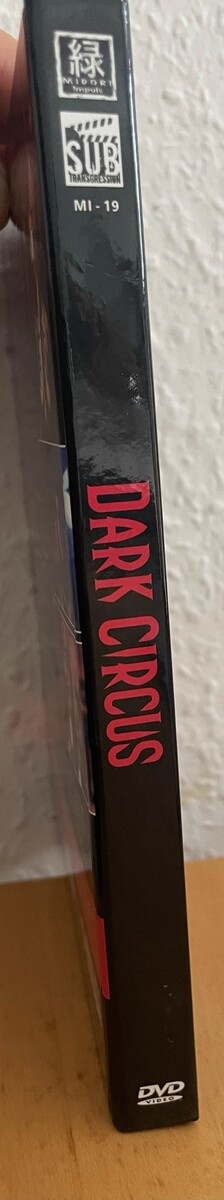 緑
MIDORI
Impuls
SUB
TRANSGRESSION
MI - 19
DARK CIRCUS
DVD
VIDEO